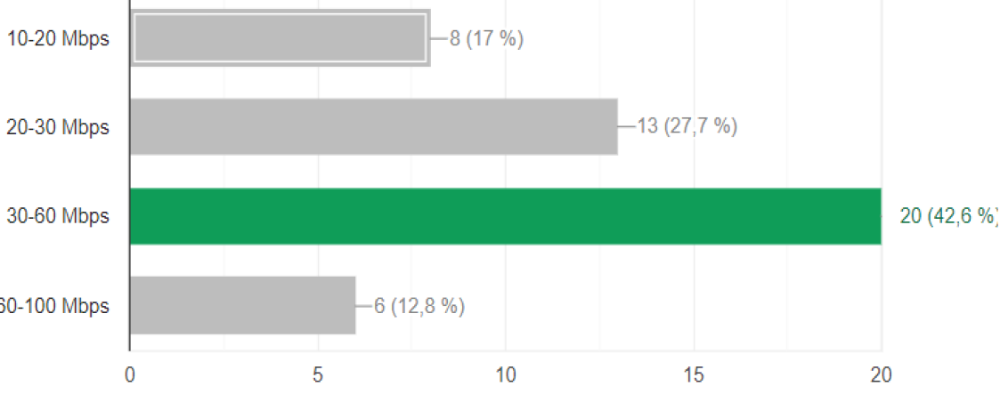 10-20 Mbps 8 (17 %)
20-30 Mbps 13 (27,7 %)
30-60 Mbps 20 (42,6 %)
60-100 Mbps 6 (12,8 %)
0 5 10 15 20